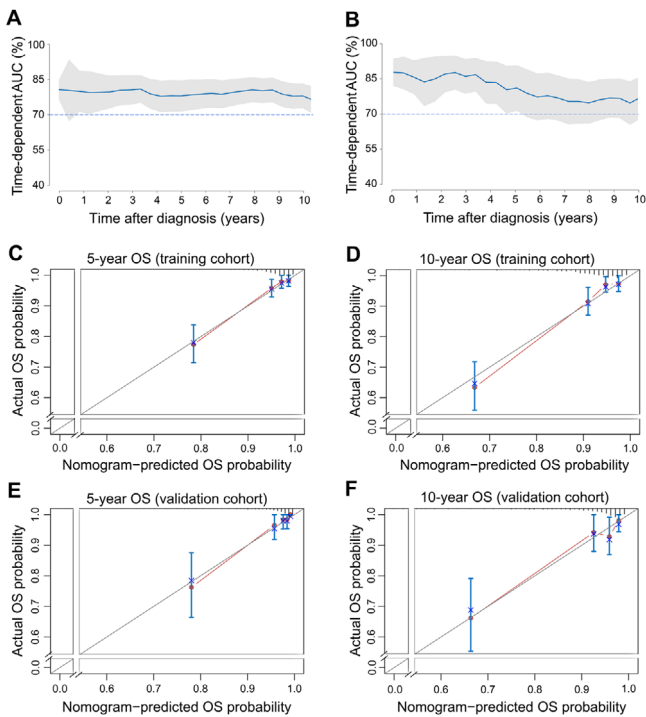 A
Time-dependent AUC (%)
100
85
70
40
0 1 2 3 4 5 6 7 8 9 10
Time after diagnosis (years)
B
Time-dependent AUC (%)
100
85
70
40
0 1 2 3 4 5 6 7 8 9 10
Time after diagnosis (years)
C
5-year OS (training cohort)
Actual OS probability
1.0
0.9
0.8
0.7
0.6
0.0
0.0 0.6 0.7 0.8 0.9 1.0
Nomogram-predicted OS probability
D
10-year OS (training cohort)
Actual OS probability
1.0
0.9
0.8
0.7
0.6
0.0
0.0 0.6 0.7 0.8 0.9 1.0
Nomogram-predicted OS probability
E
5-year OS (validation cohort)
Actual OS probability
1.0
0.9
0.8
0.7
0.6
0.0
0.0 0.6 0.7 0.8 0.9 1.0
Nomogram-predicted OS probability
F
10-year OS (validation cohort)
Actual OS probability
1.0
0.9
0.8
0.7
0.6
0.0
0.0 0.6 0.7 0.8 0.9 1.0
Nomogram-predicted OS probability